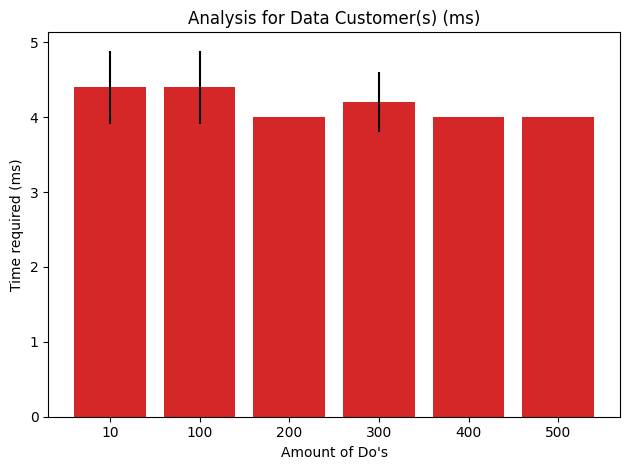 Analysis for Data Customer(s) (ms)
Time required (ms)
5
4
3
2
1
0
10 100 200 300 400 500
Amount of Do's